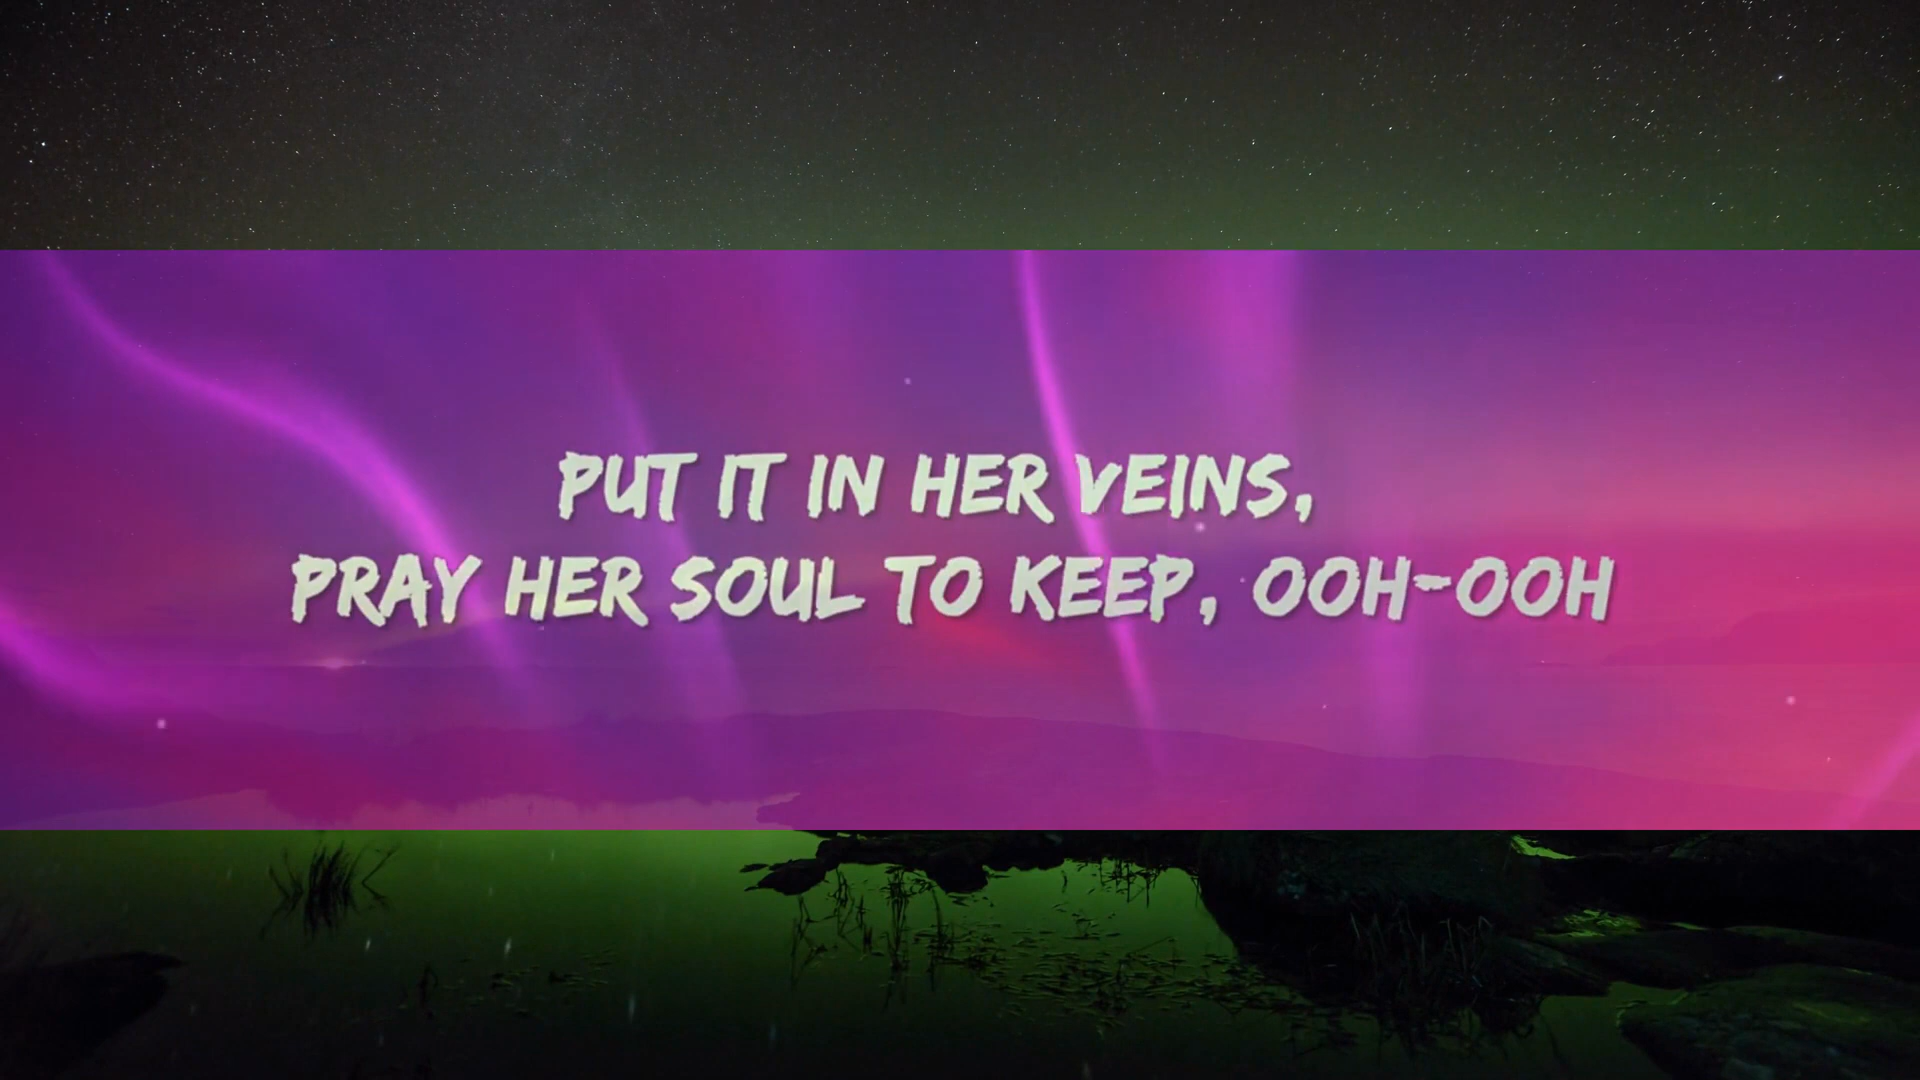 PUT IT IN HER VEINS,
PRAY HER SOUL TO KEEP, OOH-OOH